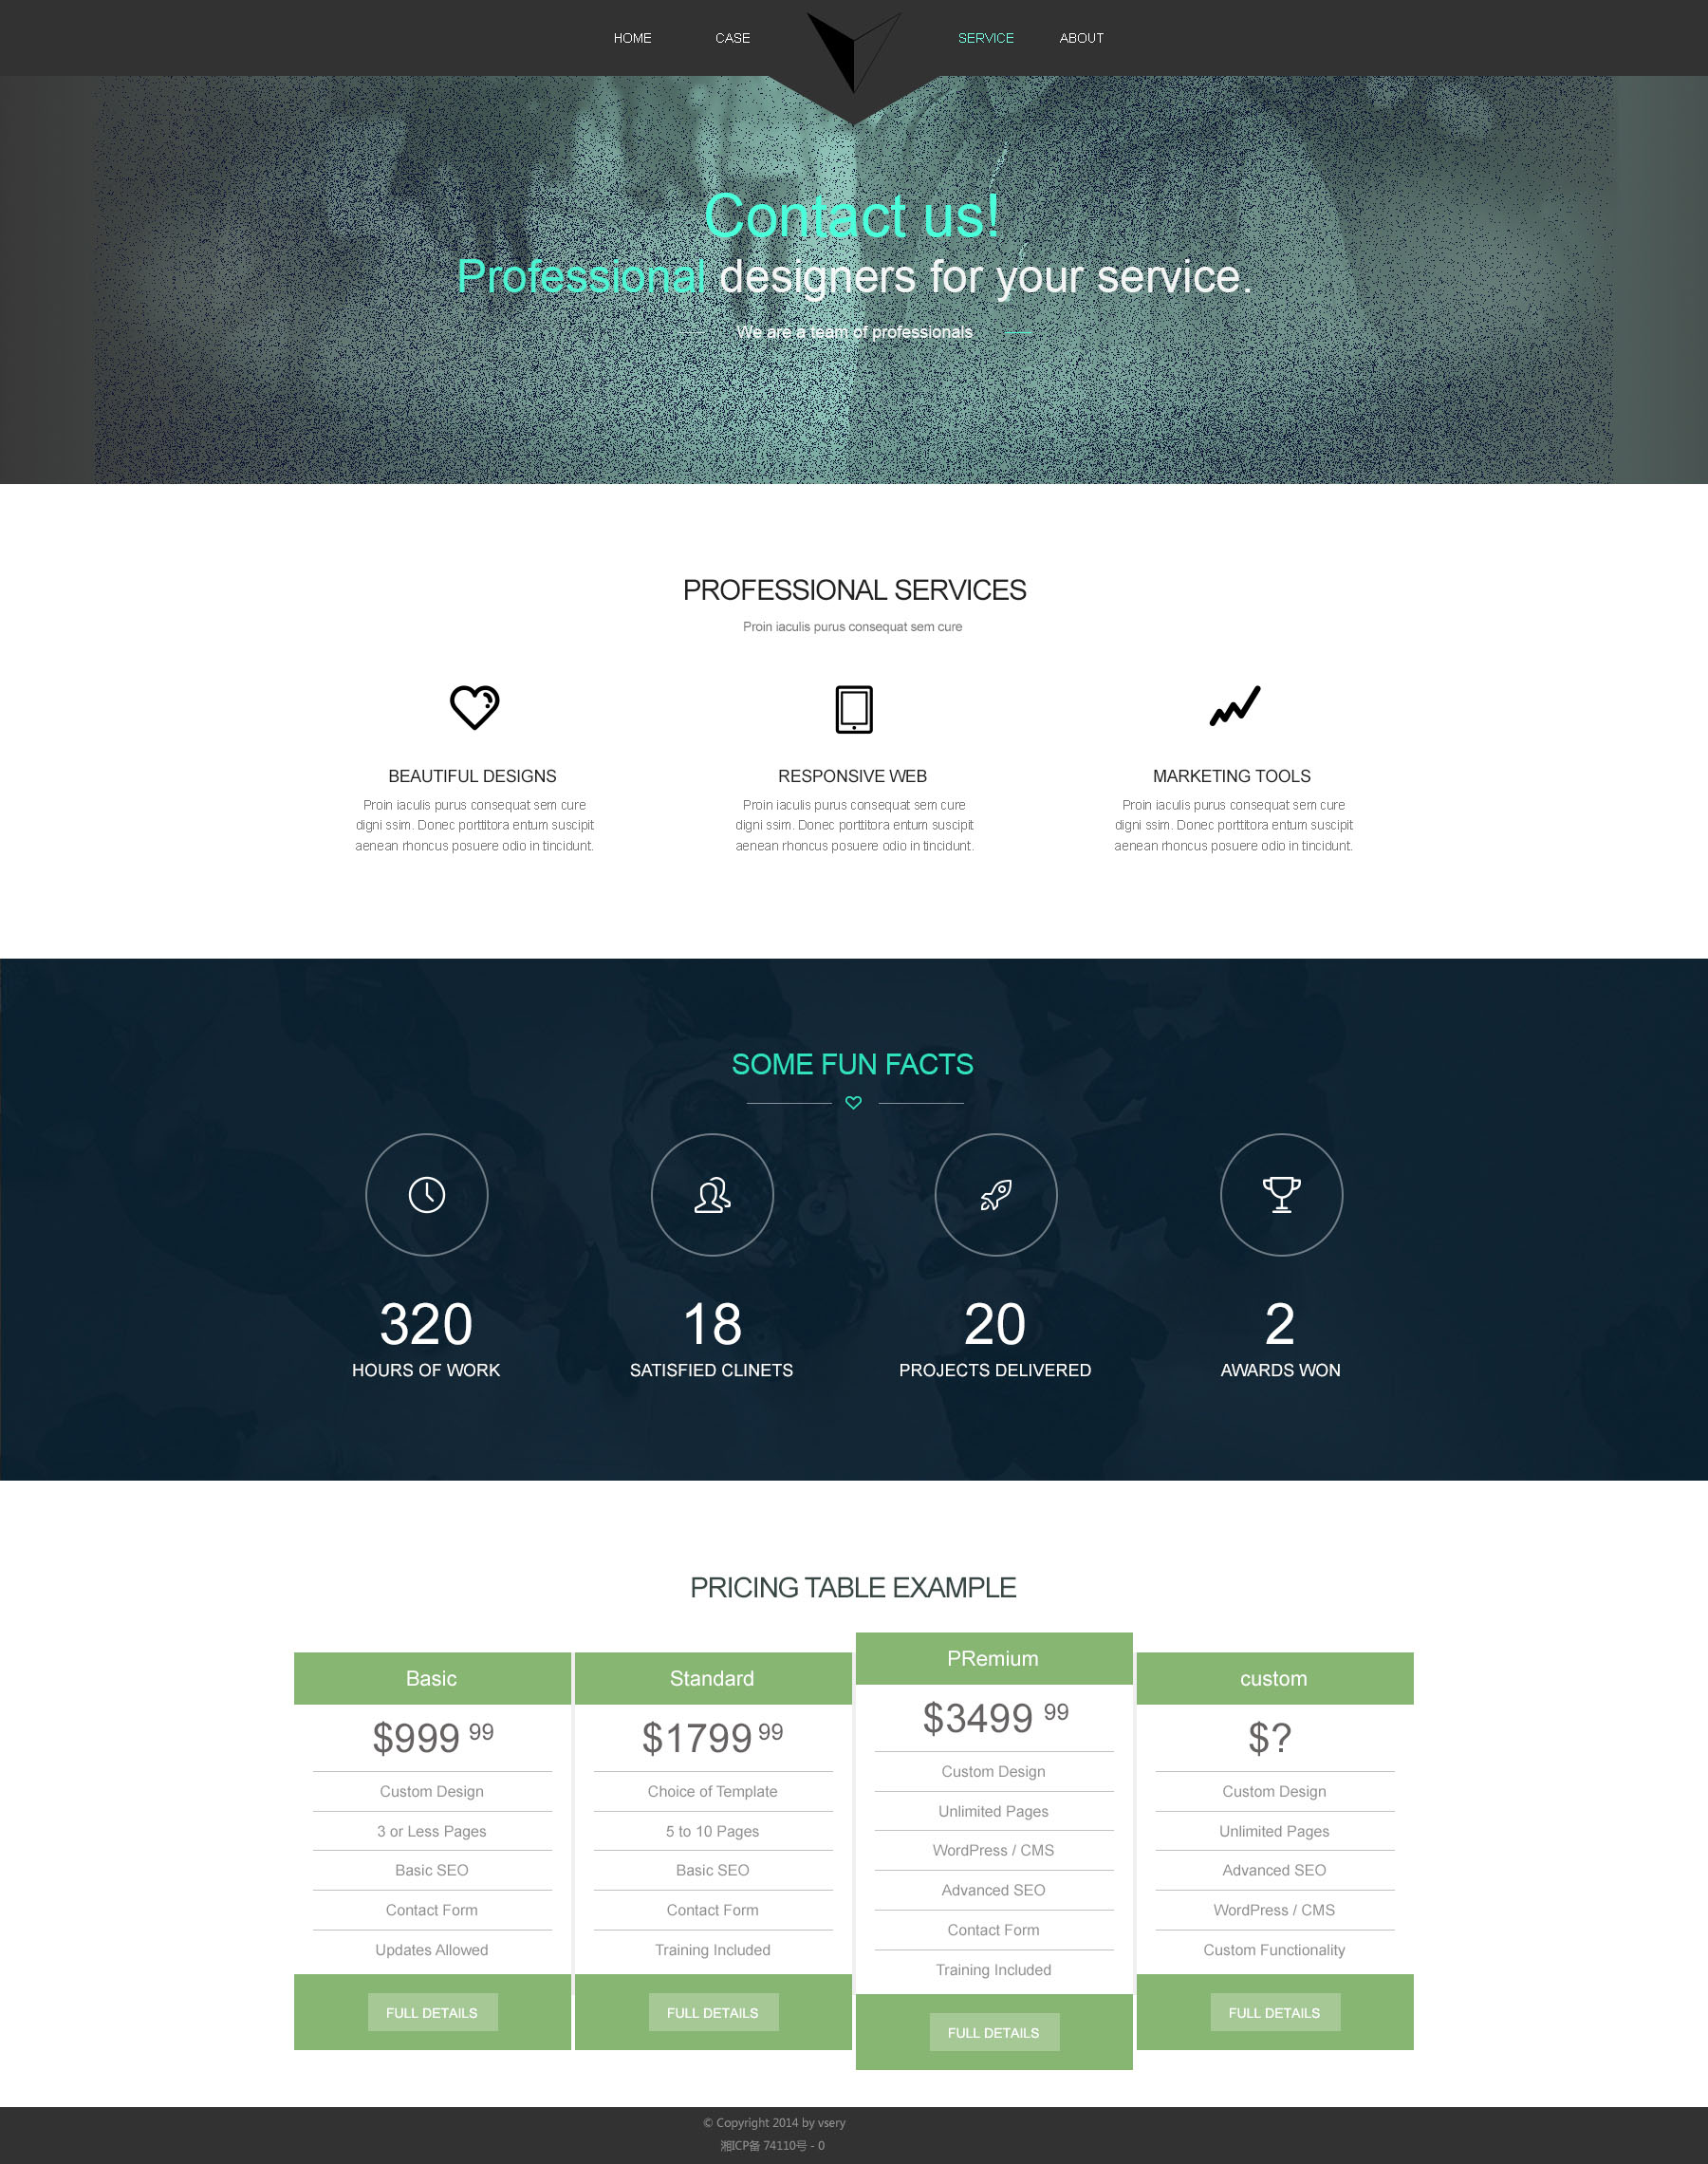 HOME CASE SERVICE ABOUT
Contact us!
Professional designers for your service.
We are a team of professionals
PROFESSIONAL SERVICES
Proin iaculis purus consequat sem cure
BEAUTIFUL DESIGNS
Proin iaculis purus consequat sem cure
digni ssim. Donec porttitora entum suscipit
aenean rhoncus posuere odio in tincidunt.
RESPONSIVE WEB
Proin iaculis purus consequat sem cure
digni ssim. Donec porttitora entum suscipit
aenean rhoncus posuere odio in tincidunt.
MARKETING TOOLS
Proin iaculis purus consequat sem cure
digni ssim. Donec porttitora entum suscipit
aenean rhoncus posuere odio in tincidunt.
SOME FUN FACTS
320
HOURS OF WORK
18
SATISFIED CLINETS
20
PROJECTS DELIVERED
2
AWARDS WON
PRICING TABLE EXAMPLE
Basic
$999 99
Custom Design
3 or Less Pages
Basic SEO
Contact Form
Updates Allowed
FULL DETAILS
Standard
$1799 99
Choice of Template
5 to 10 Pages
Basic SEO
Contact Form
Training Included
FULL DETAILS
PRemium
$3499 99
Custom Design
Unlimited Pages
WordPress / CMS
Advanced SEO
Contact Form
Training Included
FULL DETAILS
custom
$?
Custom Design
Unlimited Pages
Advanced SEO
WordPress / CMS
Custom Functionality
FULL DETAILS
© Copyright 2014 by vsery
湘ICP备 74110号 - 0